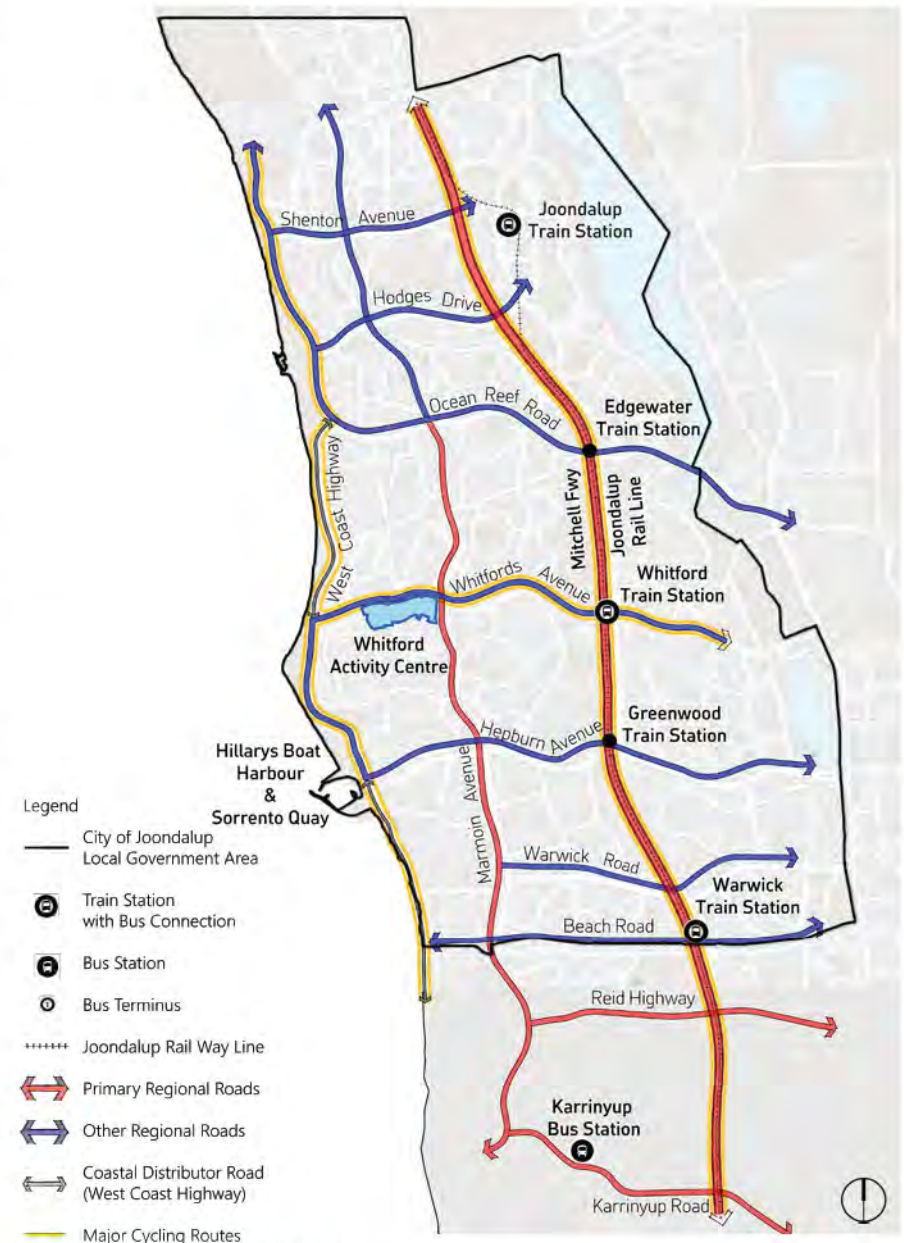 Shenton Avenue
Joondalup
Train Station
Hodges Drive
Ocean Reef Road
Edgewater
Train Station
West Coast Highway
Mitchell Fwy
Joondalup
Rail Line
Whitfords Avenue
Whitford
Train Station
Whitford
Activity Centre
Greenwood
Train Station
Hepburn Avenue
Hillarys Boat
Harbour
&
Sorrento Quay
Marmoin Avenue
Warwick Road
Warwick
Train Station
Beach Road
Reid Highway
Karrinyup
Bus Station
Karrinyup Road
Legend
City of Joondalup
Local Government Area
Train Station
with Bus Connection
Bus Station
Bus Terminus
Joondalup Rail Way Line
Primary Regional Roads
Other Regional Roads
Coastal Distributor Road
(West Coast Highway)
Major Cycling Routes